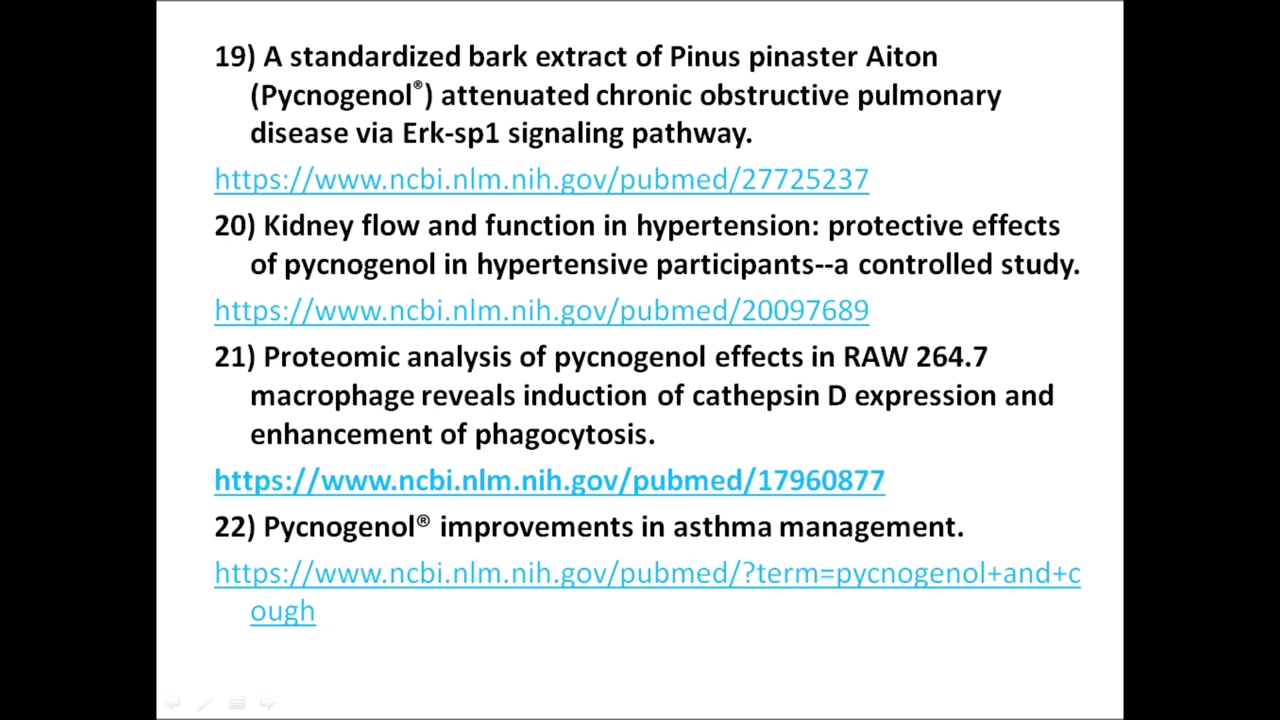 19) A standardized bark extract of Pinus pinaster Aiton
(Pycnogenol®) attenuated chronic obstructive pulmonary
disease via Erk-sp1 signaling pathway.
https://www.ncbi.nlm.nih.gov/pubmed/27725237
20) Kidney flow and function in hypertension: protective effects
of pycnogenol in hypertensive participants--a controlled study.
https://www.ncbi.nlm.nih.gov/pubmed/20097689
21) Proteomic analysis of pycnogenol effects in RAW 264.7
macrophage reveals induction of cathepsin D expression and
enhancement of phagocytosis.
https://www.ncbi.nlm.nih.gov/pubmed/17960877
22) Pycnogenol® improvements in asthma management.
https://www.ncbi.nlm.nih.gov/pubmed/?term=pycnogenol+and+c
ough